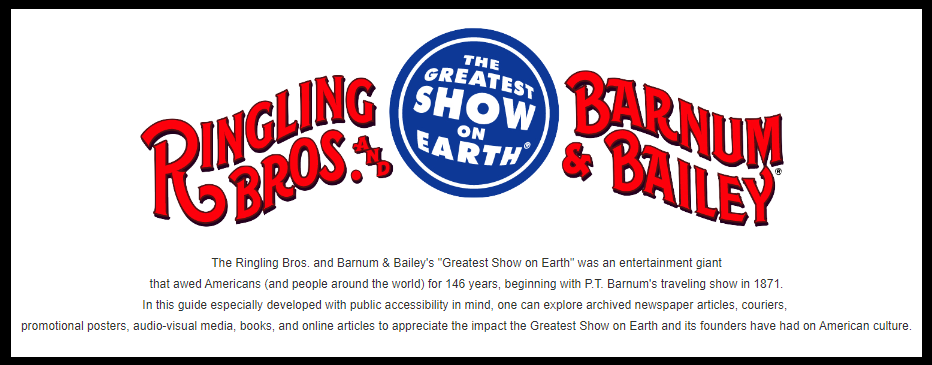 RINGLING
BROS. AND
THE
GREATEST
SHOW
ON
EARTH®
BARNUM
& BAILEY®
The Ringling Bros. and Barnum & Bailey's "Greatest Show on Earth" was an entertainment giant
that awed Americans (and people around the world) for 146 years, beginning with P.T. Barnum's traveling show in 1871.
In this guide especially developed with public accessibility in mind, one can explore archived newspaper articles, couriers,
promotional posters, audio-visual media, books, and online articles to appreciate the impact the Greatest Show on Earth and its founders have had on American culture.